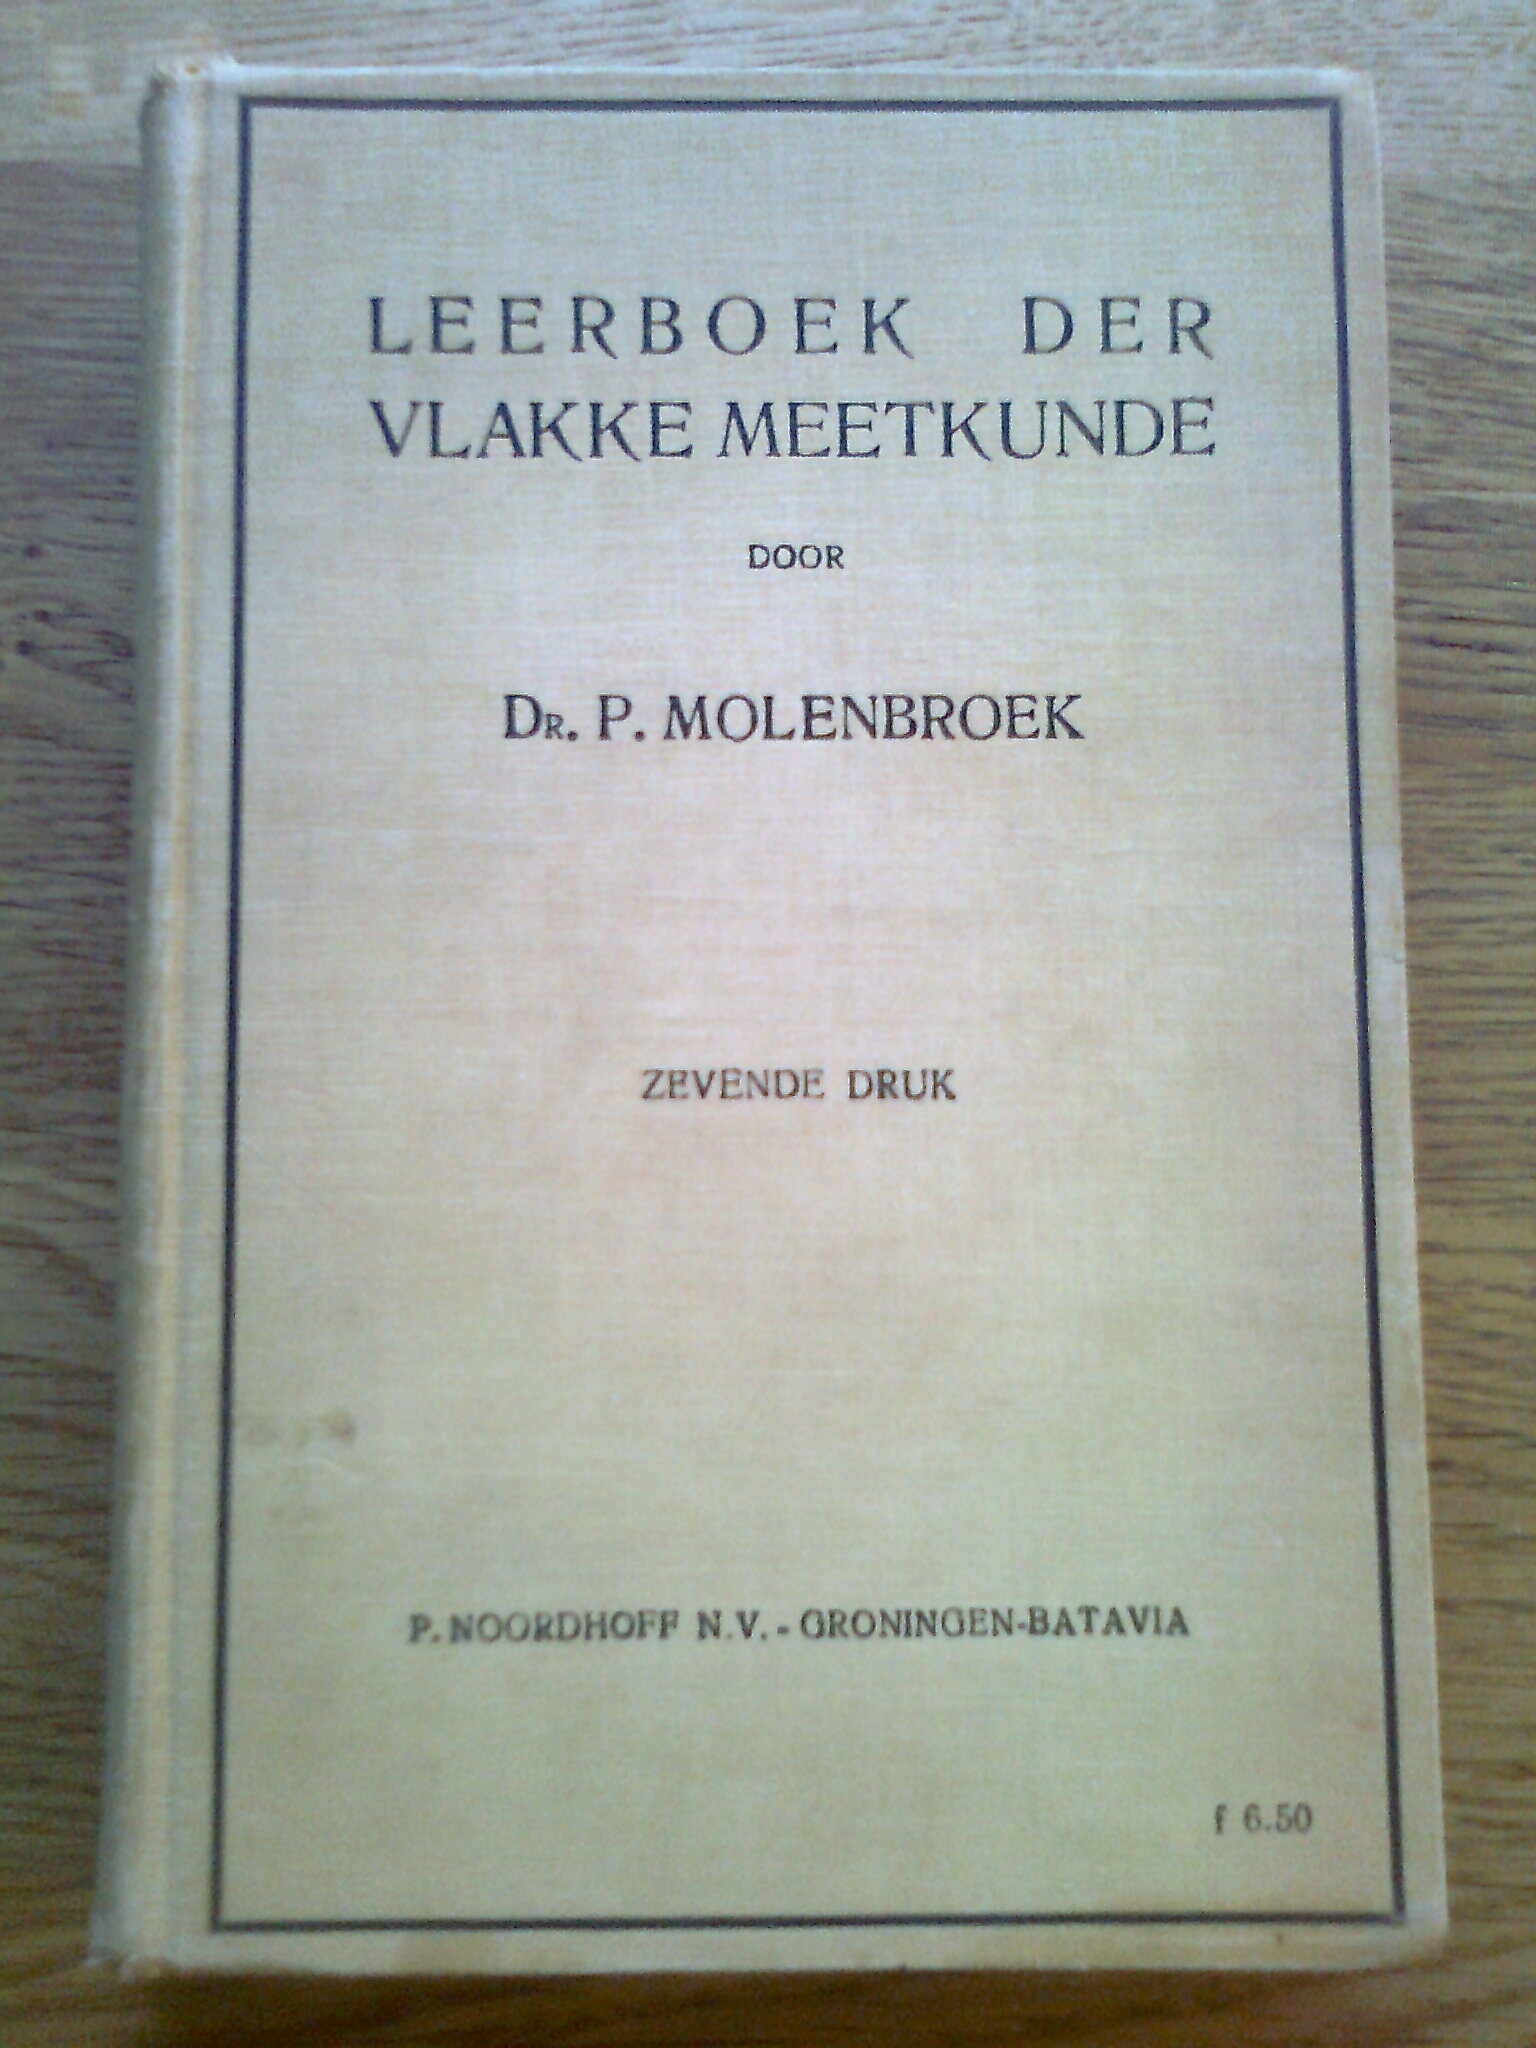 LEERBOEK DER
VLAKKE MEETKUNDE
DOOR
DR. P. MOLENBROEK
ZEVENDE DRUK
P. NOORDHOFF N.V. - GRONINGEN-BATAVIA
f 6.50